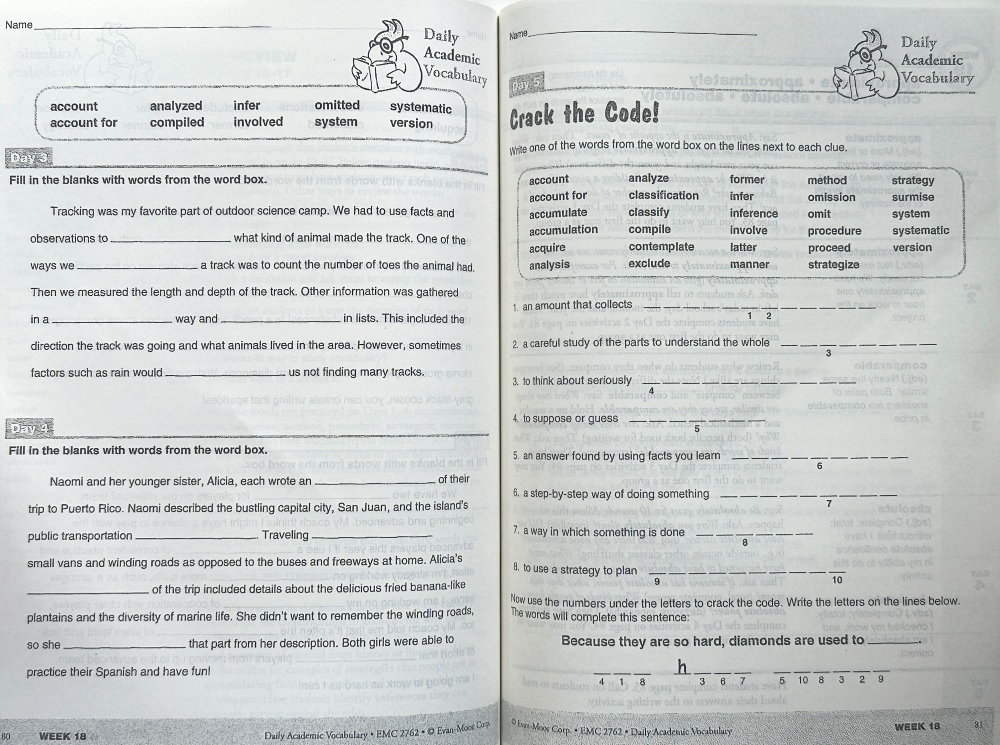 Name
Daily
Academic
Vocabulary
account analyzed infer omitted systematic
account for compiled involved system version
Day 3
Fill in the blanks with words from the word box.
Tracking was my favorite part of outdoor science camp. We had to use facts and
observations to ____________ what kind of animal made the track. One of the
ways we ____________ a track was to count the number of toes the animal had.
Then we measured the length and depth of the track. Other information was gathered
in a ____________ way and ____________ in lists. This included the
direction the track was going and what animals lived in the area. However, sometimes
factors such as rain would ____________ us not finding many tracks.
Day 4
Fill in the blanks with words from the word box.
Naomi and her younger sister, Alicia, each wrote an ____________ of their
trip to Puerto Rico. Naomi described the bustling capital city, San Juan, and the island's
public transportation ____________. Traveling ____________
small vans and winding roads as opposed to the buses and freeways at home. Alicia's
____________ of the trip included details about the delicious fried banana-like
plantains and the diversity of marine life. She didn't want to remember the winding roads,
so she ____________ that part from her description. Both girls were able to
practice their Spanish and have fun!
80 WEEK 18 Daily Academic Vocabulary • EMC 2762 • © Evan-Moor Corp.
Name
Daily
Academic
Vocabulary
Day 5
Crack the Code!
Write one of the words from the word box on the lines next to each clue.
account analyze former method strategy
account for classification infer omission surmise
accumulate classify inference omit system
accumulation compile involve procedure systematic
acquire contemplate latter proceed version
analysis exclude manner strategize
1. an amount that collects
1 2
2. a careful study of the parts to understand the whole
3
3. to think about seriously
4
4. to suppose or guess
5
5. an answer found by using facts you learn
6
6. a step-by-step way of doing something
7
7. a way in which something is done
8
8. to use a strategy to plan
9 10
Now use the numbers under the letters to crack the code. Write the letters on the lines below.
The words will complete this sentence:
Because they are so hard, diamonds are used to ________.
h
4 1 8 3 6 7 5 10 8 3 2 9
© Evan-Moor Corp. • EMC 2762 • Daily Academic Vocabulary WEEK 18 81